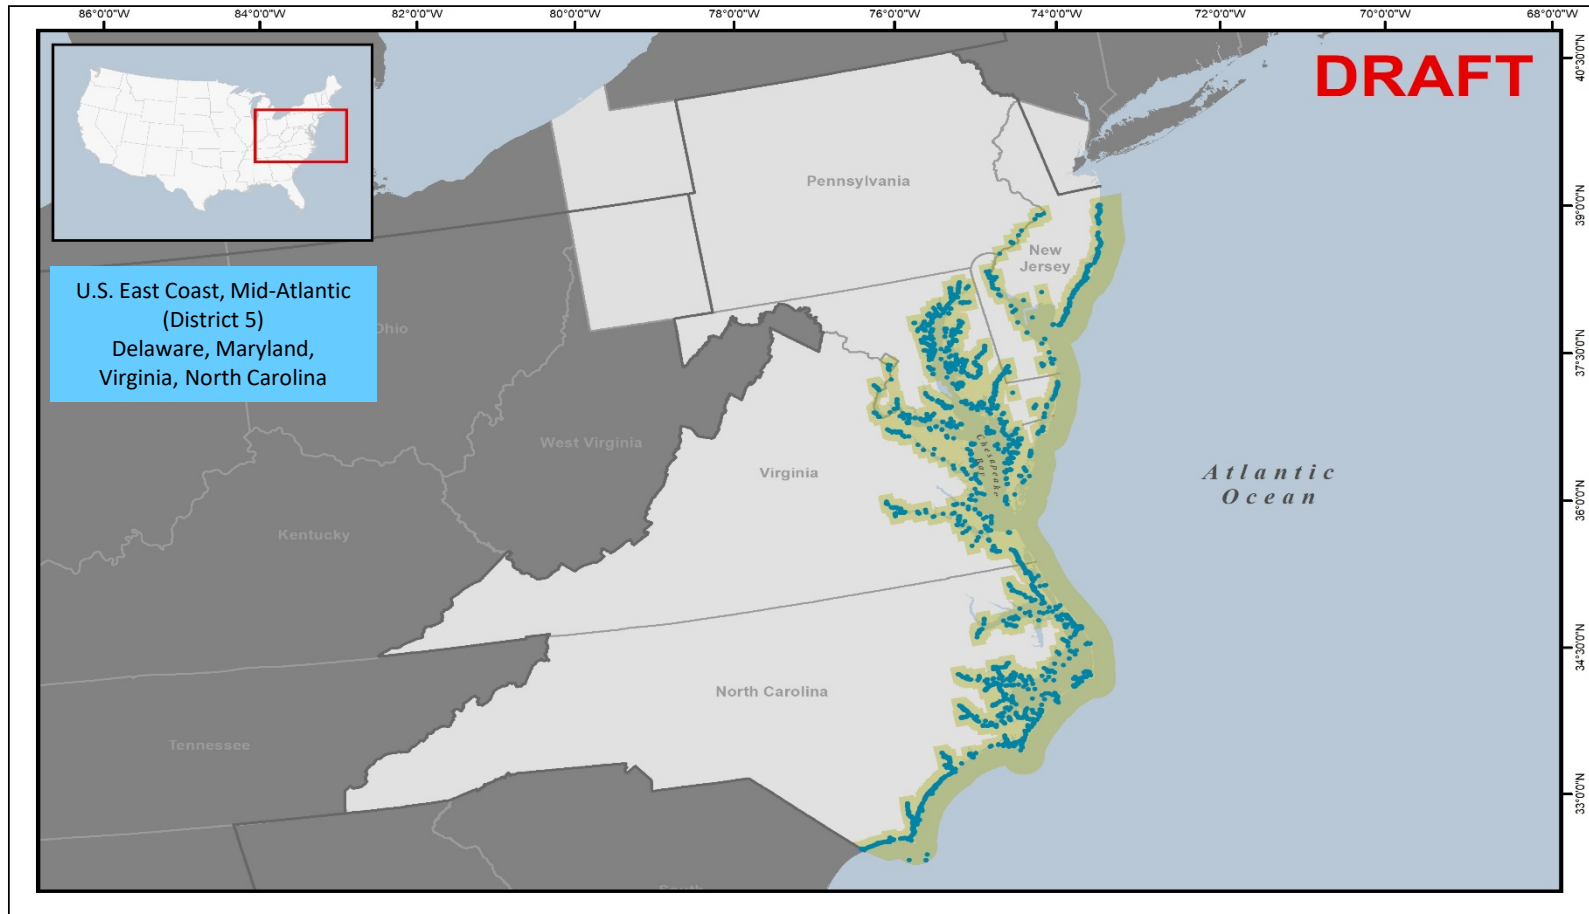 86°0'0"W 84°0'0"W 82°0'0"W 80°0'0"W 78°0'0"W 76°0'0"W 74°0'0"W 72°0'0"W 70°0'0"W 68°0'0"W
DRAFT
40°30'0"N
Pennsylvania
39°0'0"N
New
Jersey
U.S. East Coast, Mid-Atlantic
(District 5)
Delaware, Maryland,
Virginia, North Carolina
Ohio
37°30'0"N
West Virginia
Virginia
Chesapeake
Bay
Atlantic
Ocean
36°0'0"N
Kentucky
34°30'0"N
North Carolina
Tennessee
33°0'0"N
South